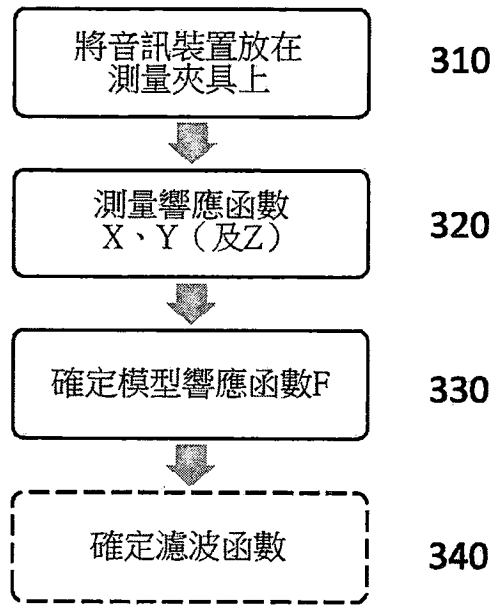 將音訊裝置放在
測量夾具上
310
測量響應函數
X、Y（及Z）
320
確定模型響應函數F
330
確定濾波函數
340